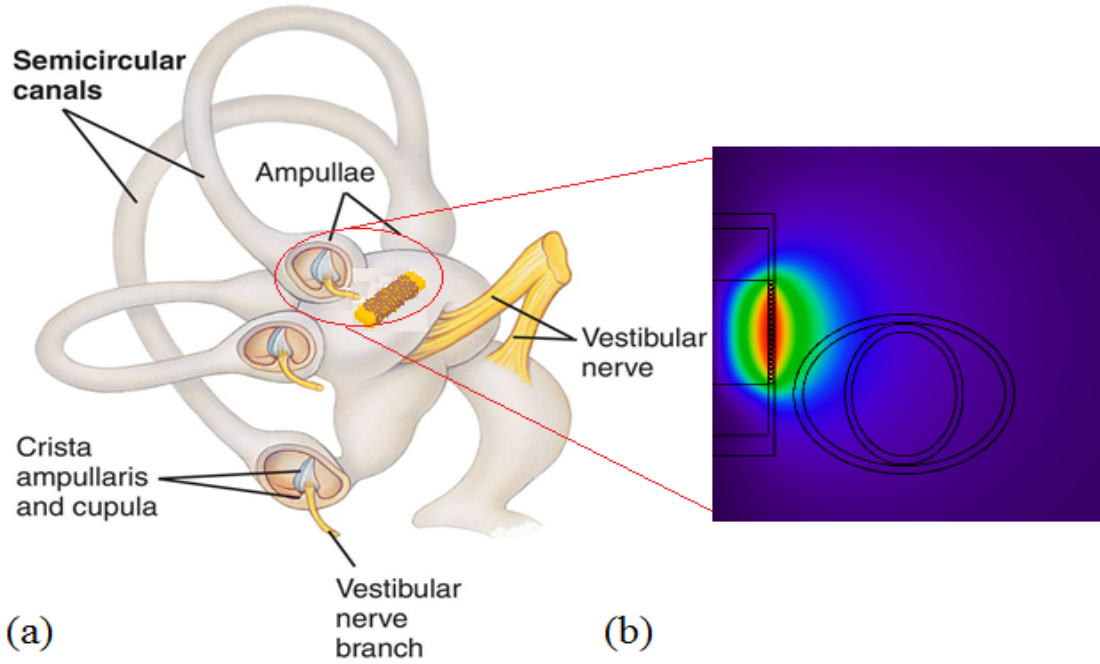 Semicircular
canals
Ampullae
Vestibular
nerve
Crista
ampullaris
and cupula
Vestibular
nerve
branch
(a)
(b)